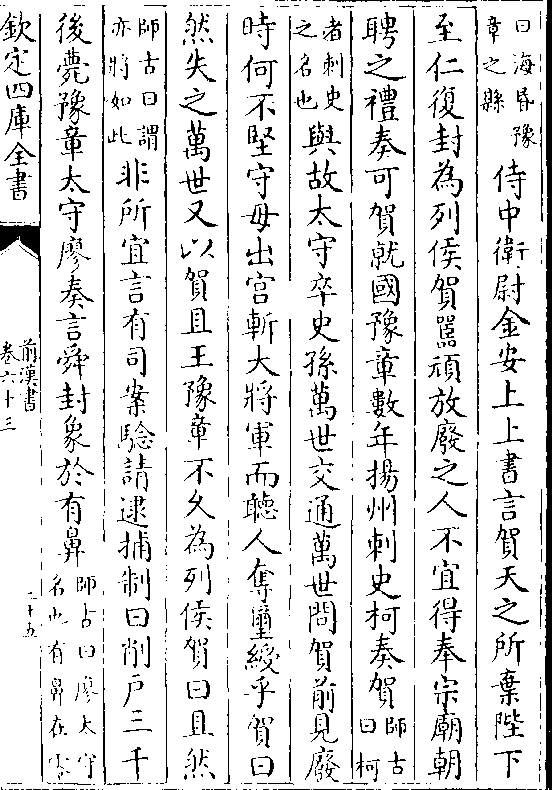 曰海昏豫
章之縣
侍中衛尉金安上上書言賀天之所棄陛下
至仁復封為列侯賀嚚頑放廢之人不宜得奉宗廟朝
聘之禮奏可賀就國豫章數年揚州刺史柯奏賀
師古
曰柯
者刺史
之名也
與故太守卒史孫萬世交通萬世問賀前見廢
時何不堅守毋出宮斬大將軍而聽人奪璽綬乎賀曰
然失之萬世又以賀且王豫章不久為列侯賀曰且然
師古曰謂
亦將如此
非所宜言有司案驗請逮捕制曰削戶三千
後薨豫章太守廖奏言舜封象於有鼻
師古曰廖太守
名也有鼻在零
欽定四庫全書
前漢書
卷六十三
二十五